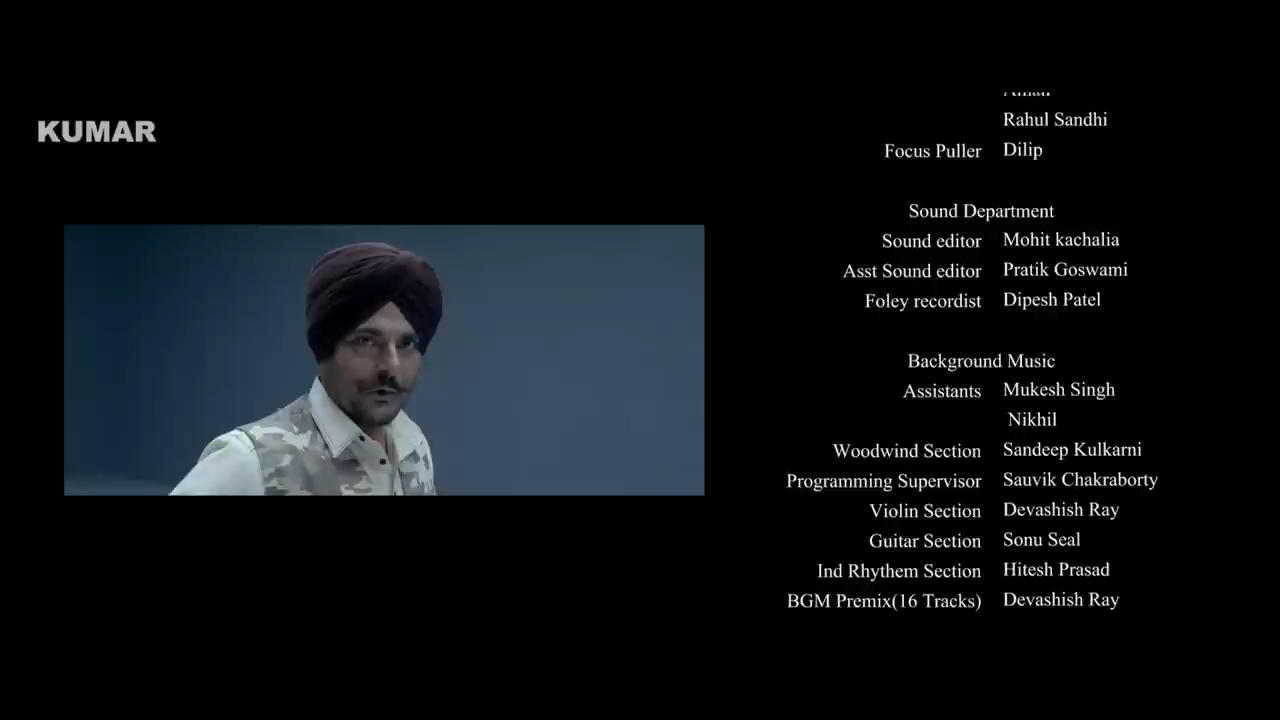 KUMAR
Rahul Sandhi
Focus Puller Dilip
Sound Department
Sound editor Mohit kachalia
Asst Sound editor Pratik Goswami
Foley recordist Dipesh Patel
Background Music
Assistants Mukesh Singh
Nikhil
Woodwind Section Sandeep Kulkarni
Programming Supervisor Sauvik Chakraborty
Violin Section Devashish Ray
Guitar Section Sonu Seal
Ind Rhythem Section Hitesh Prasad
BGM Premix(16 Tracks) Devashish Ray